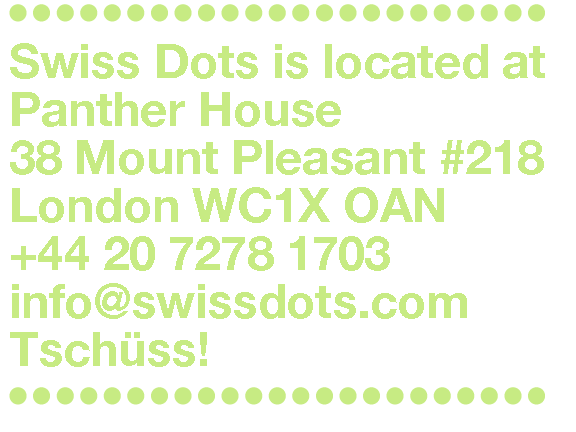 Swiss Dots is located at
Panther House
38 Mount Pleasant #218
London WC1X OAN
+44 20 7278 1703
info@swissdots.com
Tschüss!